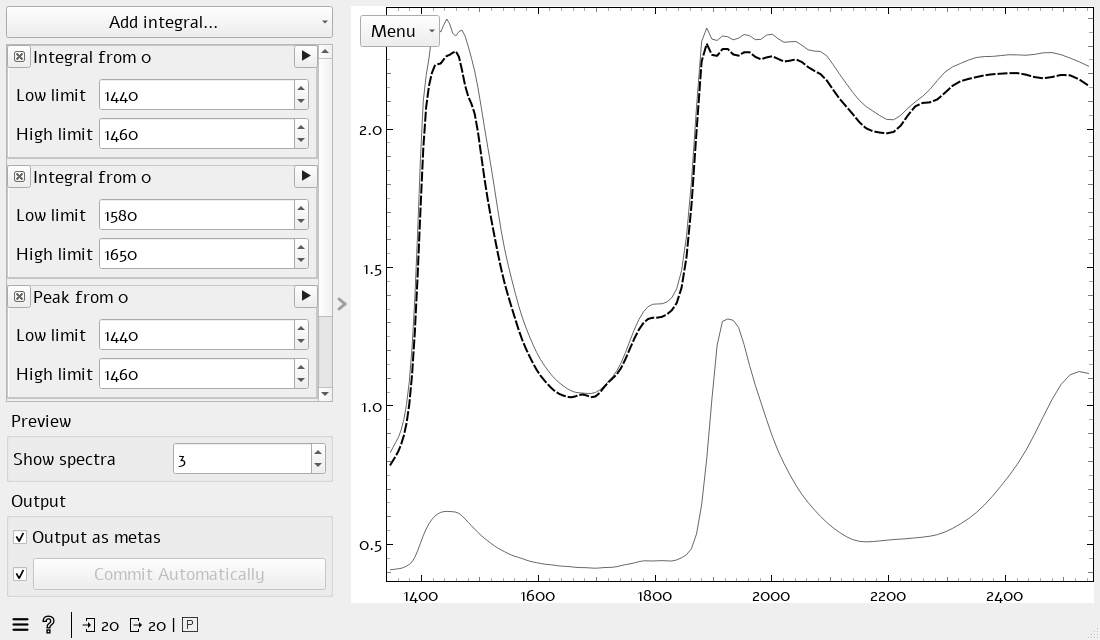 Add integral...
Integral from 0
Low limit 1440
High limit 1460
Integral from 0
Low limit 1580
High limit 1650
Peak from 0
Low limit 1440
High limit 1460
Preview
Show spectra 3
Output
Output as metas
Commit Automatically
? 20 20 | P
Menu
2.0
1.5
1.0
0.5
1400 1600 1800 2000 2200 2400